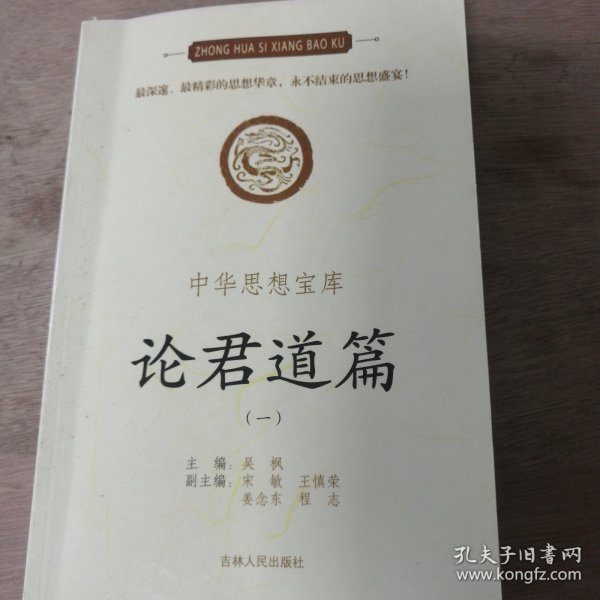 ZHONG HUA SI XIANG BAO KU
最深邃、最精彩的思想华章，永不结束的思想盛宴！
中华思想宝库
论君道篇
（一）
主 编：吴 枫
副主编：宋 敏 王慎荣
姜念东 程 志
吉林人民出版社
孔夫子旧书网
www.kongfz.com